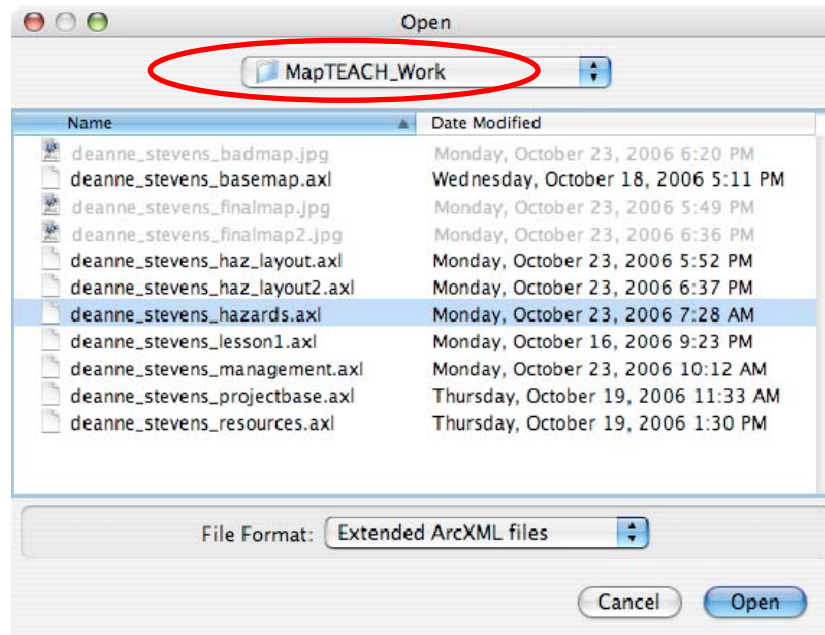 Open
MapTEACH_Work
Name Date Modified
deanne_stevens_badmap.jpg Monday, October 23, 2006 6:20 PM
deanne_stevens_basemap.axl Wednesday, October 18, 2006 5:11 PM
deanne_stevens_finalmap.jpg Monday, October 23, 2006 5:49 PM
deanne_stevens_finalmap2.jpg Monday, October 23, 2006 6:36 PM
deanne_stevens_haz_layout.axl Monday, October 23, 2006 5:52 PM
deanne_stevens_haz_layout2.axl Monday, October 23, 2006 6:37 PM
deanne_stevens_hazards.axl Monday, October 23, 2006 7:28 AM
deanne_stevens_lesson1.axl Monday, October 16, 2006 9:23 PM
deanne_stevens_management.axl Monday, October 23, 2006 10:12 AM
deanne_stevens_projectbase.axl Thursday, October 19, 2006 11:33 AM
deanne_stevens_resources.axl Thursday, October 19, 2006 1:30 PM
File Format: Extended ArcXML files
Cancel Open